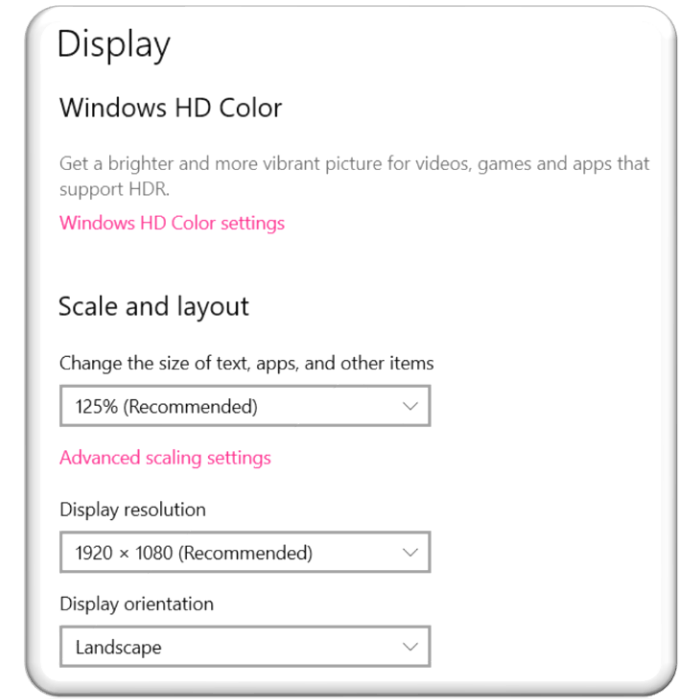 Display
Windows HD Color
Get a brighter and more vibrant picture for videos, games and apps that
support HDR.
Windows HD Color settings
Scale and layout
Change the size of text, apps, and other items
125% (Recommended)
Advanced scaling settings
Display resolution
1920 × 1080 (Recommended)
Display orientation
Landscape